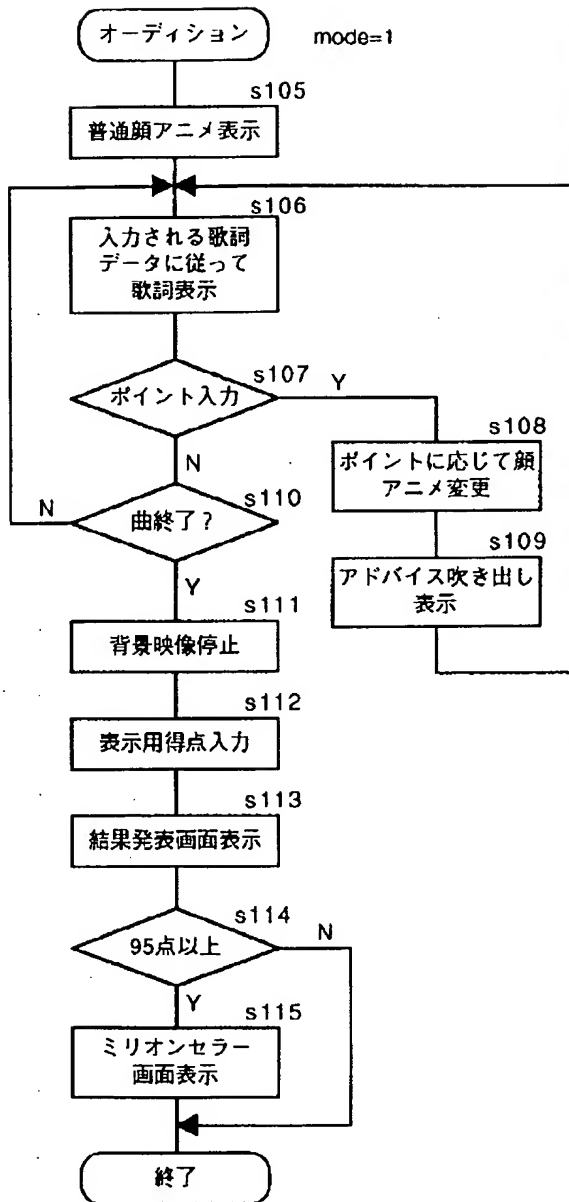 オーディション
mode=1
s105
普通顔アニメ表示
s106
入力される歌詞
データに従って
歌詞表示
s107
ポイント入力
Y
N
s108
ポイントに応じて顔
アニメ変更
s109
アドバイス吹き出し
表示
s110
曲終了?
N
Y
s111
背景映像停止
s112
表示用得点入力
s113
結果発表画面表示
s114
95点以上
N
Y
s115
ミリオンセラー
画面表示
終了